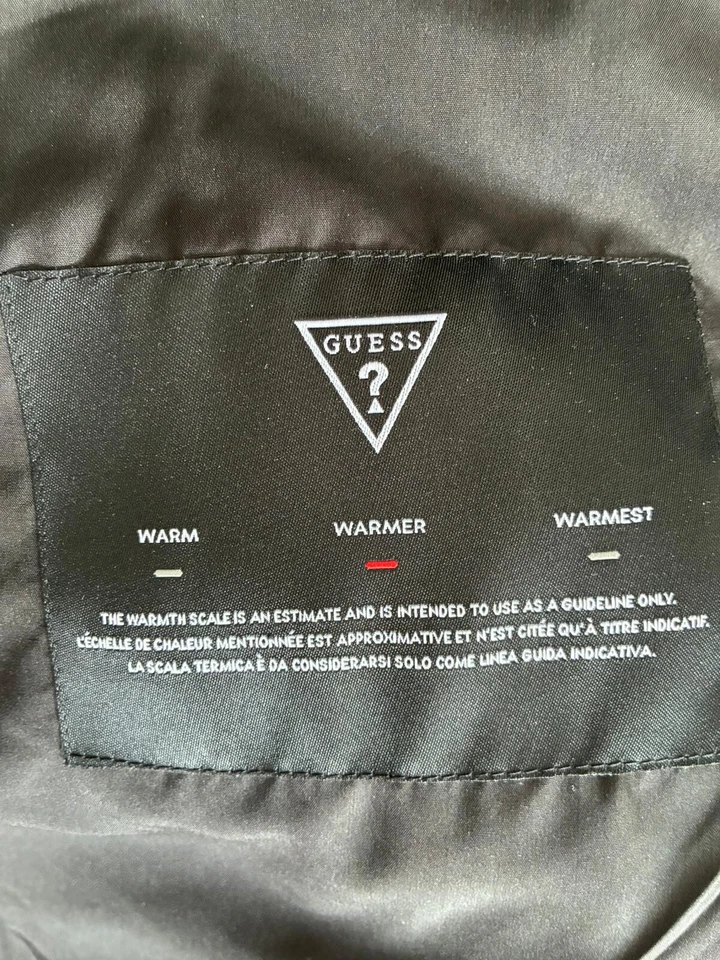 GUESS
?
WARM WARMER WARMEST
THE WARMTH SCALE IS AN ESTIMATE AND IS INTENDED TO USE AS A GUIDELINE ONLY.
L'ÉCHELLE DE CHALEUR MENTIONNÉE EST APPROXIMATIVE ET N'EST CITÉE QU'À TITRE INDICATIF.
LA SCALA TERMICA È DA CONSIDERARSI SOLO COME LINEA GUIDA INDICATIVA.